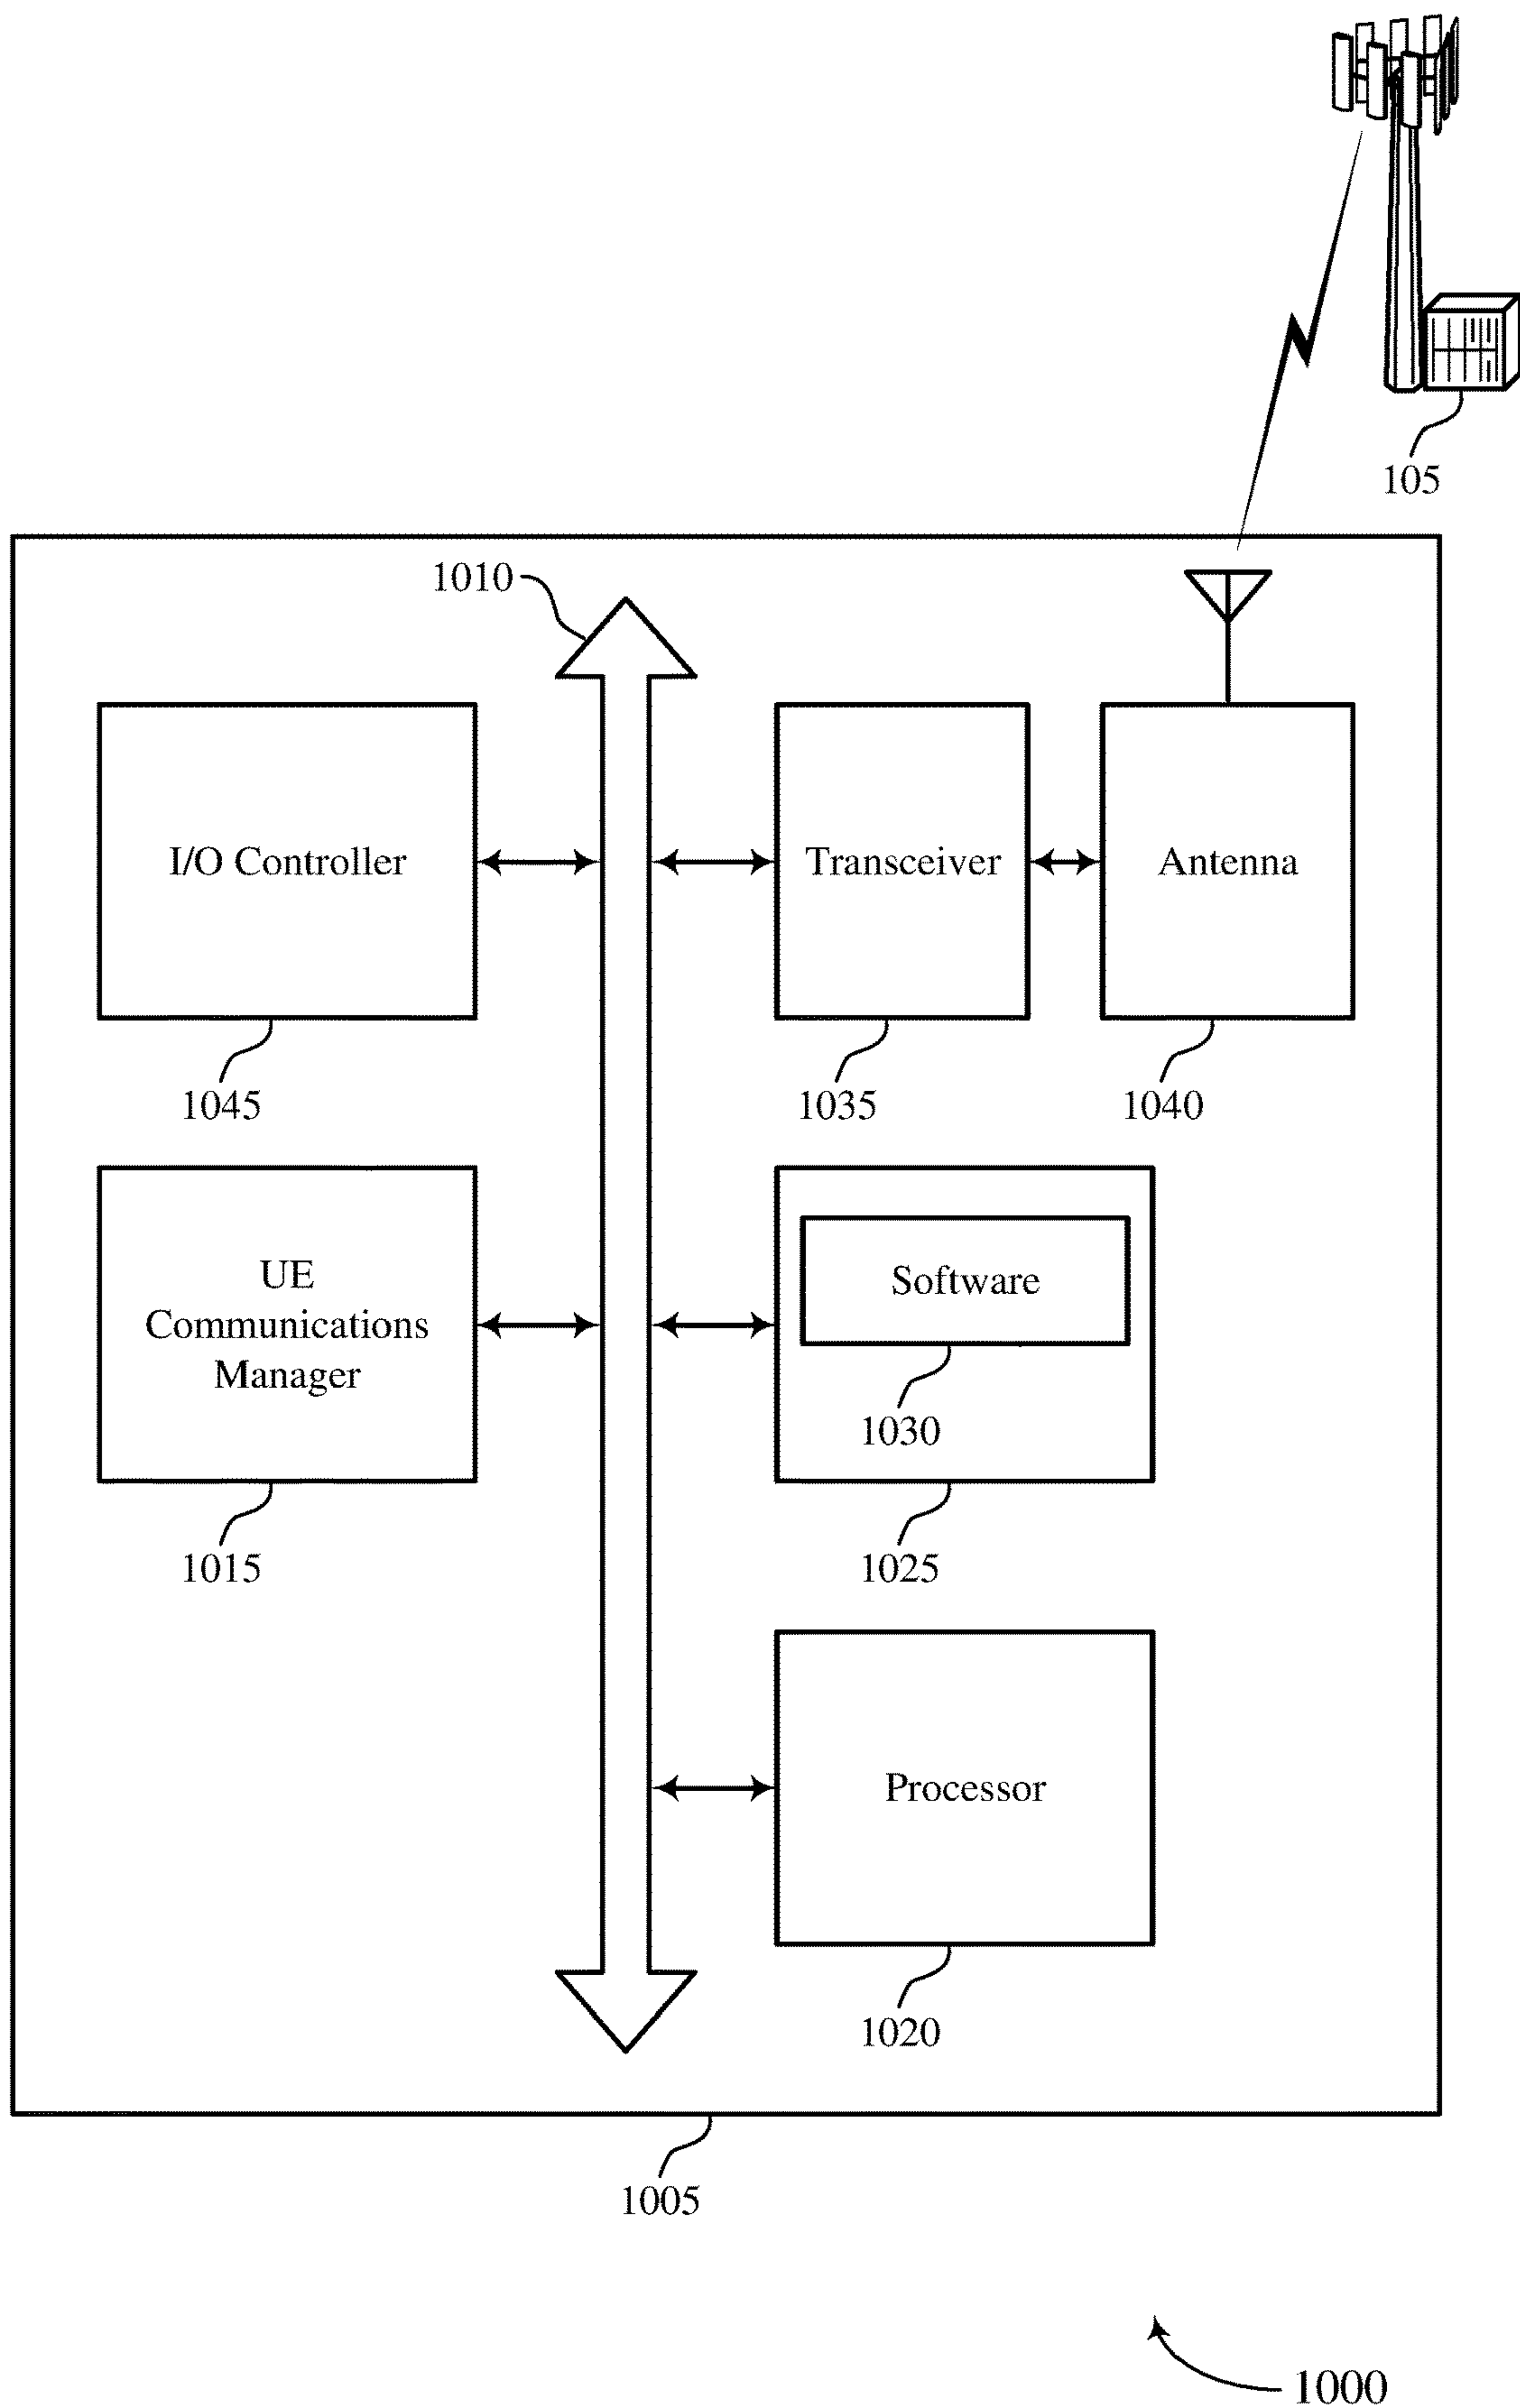 105
1010
I/O Controller
Transceiver
Antenna
1045
1035
1040
UE
Communications
Manager
Software
1030
1015
1025
Processor
1020
1005
1000